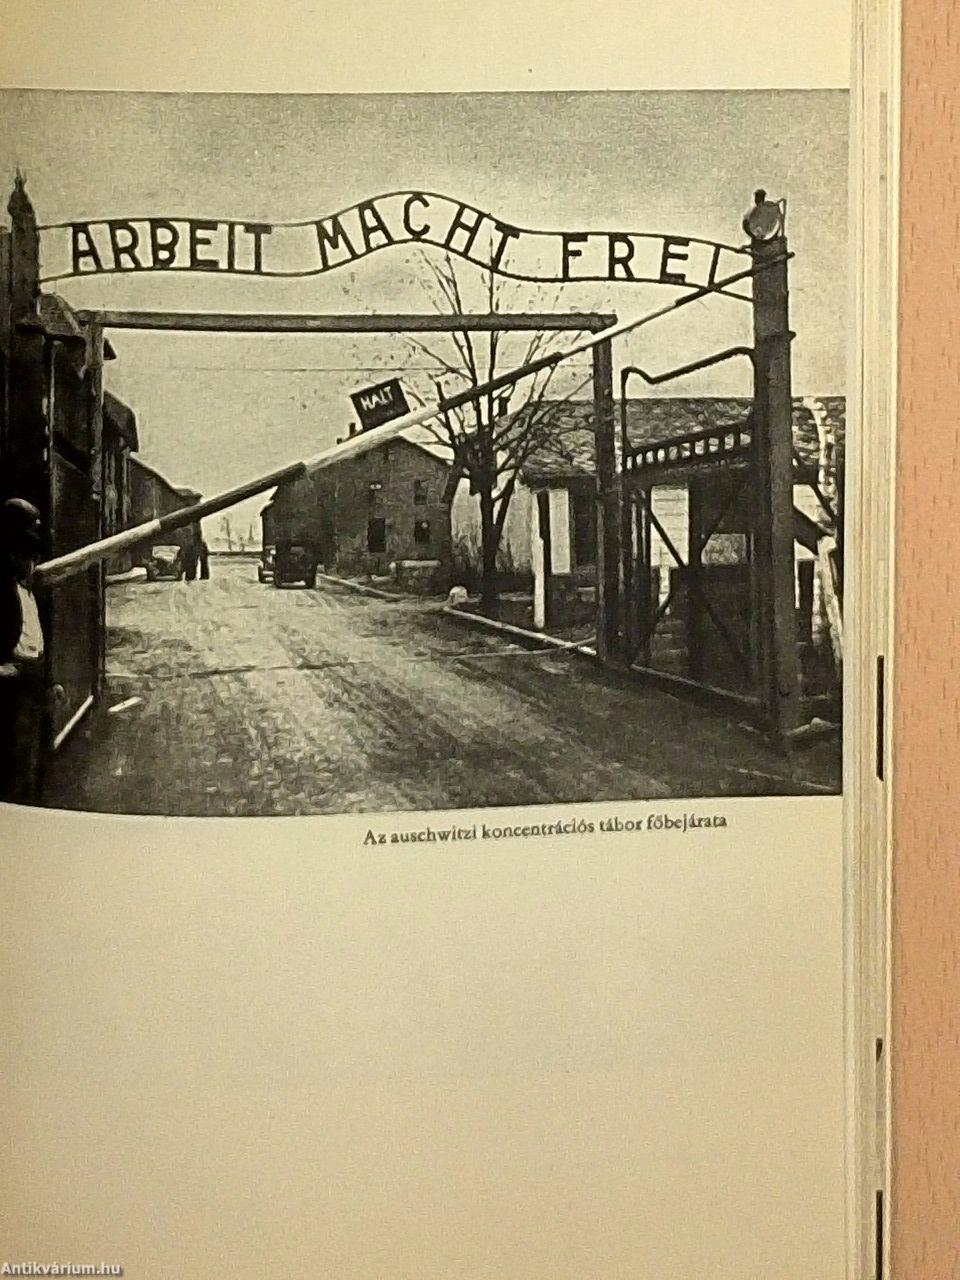 ARBEIT MACHT FREI
HALT
Az auschwitzi koncentrációs tábor főbejárata
Antikvárium.hu